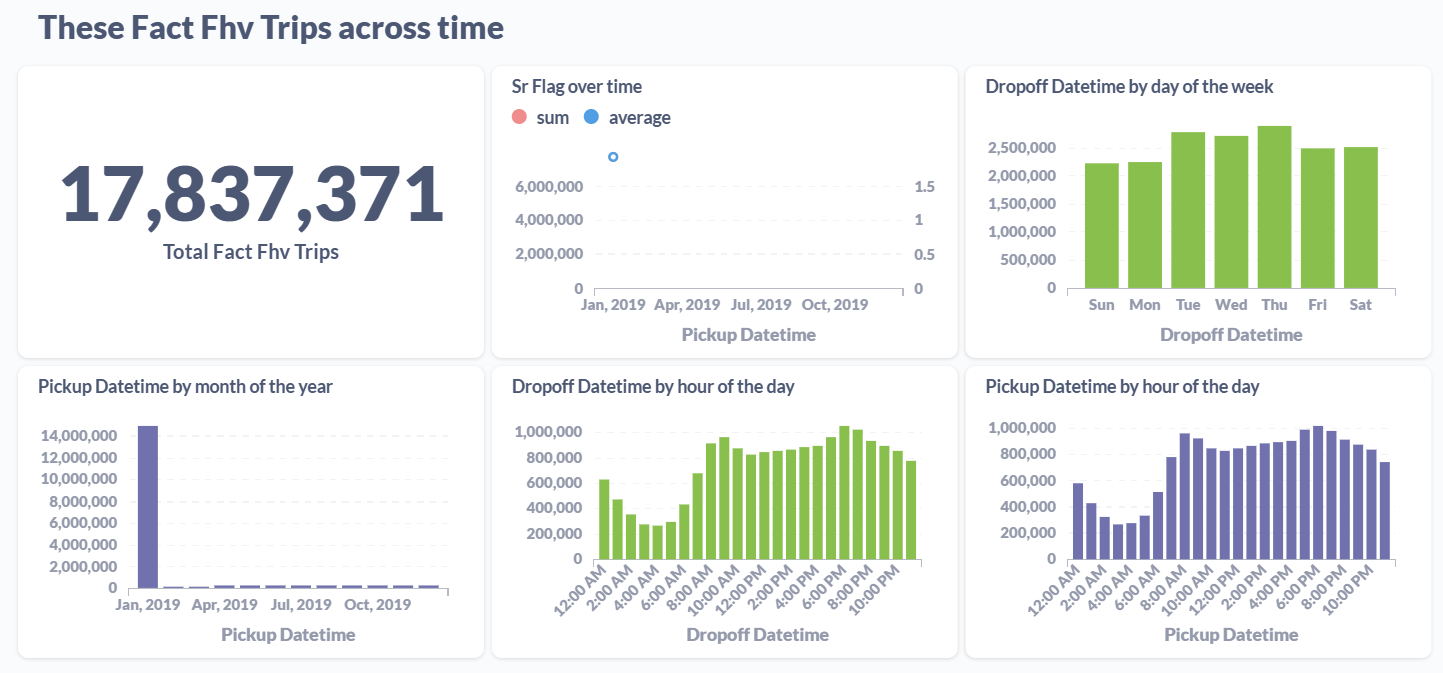 These Fact Fhv Trips across time
17,837,371
Total Fact Fhv Trips
Sr Flag over time
sum average
6,000,000
4,000,000
2,000,000
0
1.5
1
0.5
0
Jan, 2019 Apr, 2019 Jul, 2019 Oct, 2019
Pickup Datetime
Dropoff Datetime by day of the week
2,500,000
2,000,000
1,500,000
1,000,000
500,000
0
Sun Mon Tue Wed Thu Fri Sat
Dropoff Datetime
Pickup Datetime by month of the year
14,000,000
12,000,000
10,000,000
8,000,000
6,000,000
4,000,000
2,000,000
0
Jan, 2019 Apr, 2019 Jul, 2019 Oct, 2019
Pickup Datetime
Dropoff Datetime by hour of the day
1,000,000
800,000
600,000
400,000
200,000
0
12:00 AM 2:00 AM 4:00 AM 6:00 AM 8:00 AM 10:00 AM 12:00 PM 2:00 PM 4:00 PM 6:00 PM 8:00 PM 10:00 PM
Dropoff Datetime
Pickup Datetime by hour of the day
1,000,000
800,000
600,000
400,000
200,000
0
12:00 AM 2:00 AM 4:00 AM 6:00 AM 8:00 AM 10:00 AM 12:00 PM 2:00 PM 4:00 PM 6:00 PM 8:00 PM 10:00 PM
Pickup Datetime